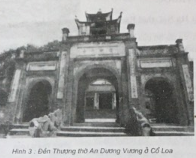 Hình 3 : Đền Thượng thờ An Dương Vương ở Cổ Loa